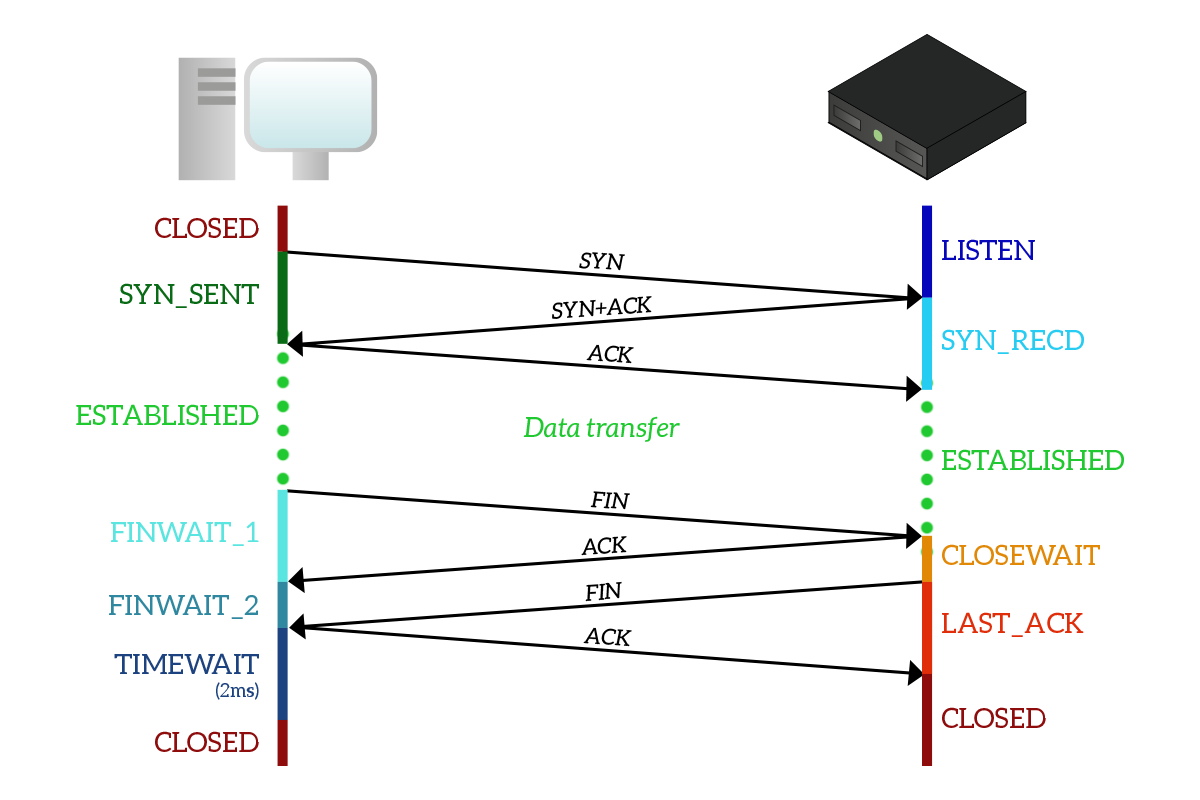 CLOSED
LISTEN
SYN
SYN_SENT
SYN+ACK
SYN_RECD
ACK
ESTABLISHED
Data transfer
ESTABLISHED
FIN
FINWAIT_1
ACK
CLOSEWAIT
FIN
FINWAIT_2
LAST_ACK
ACK
TIMEWAIT
(2ms)
CLOSED
CLOSED